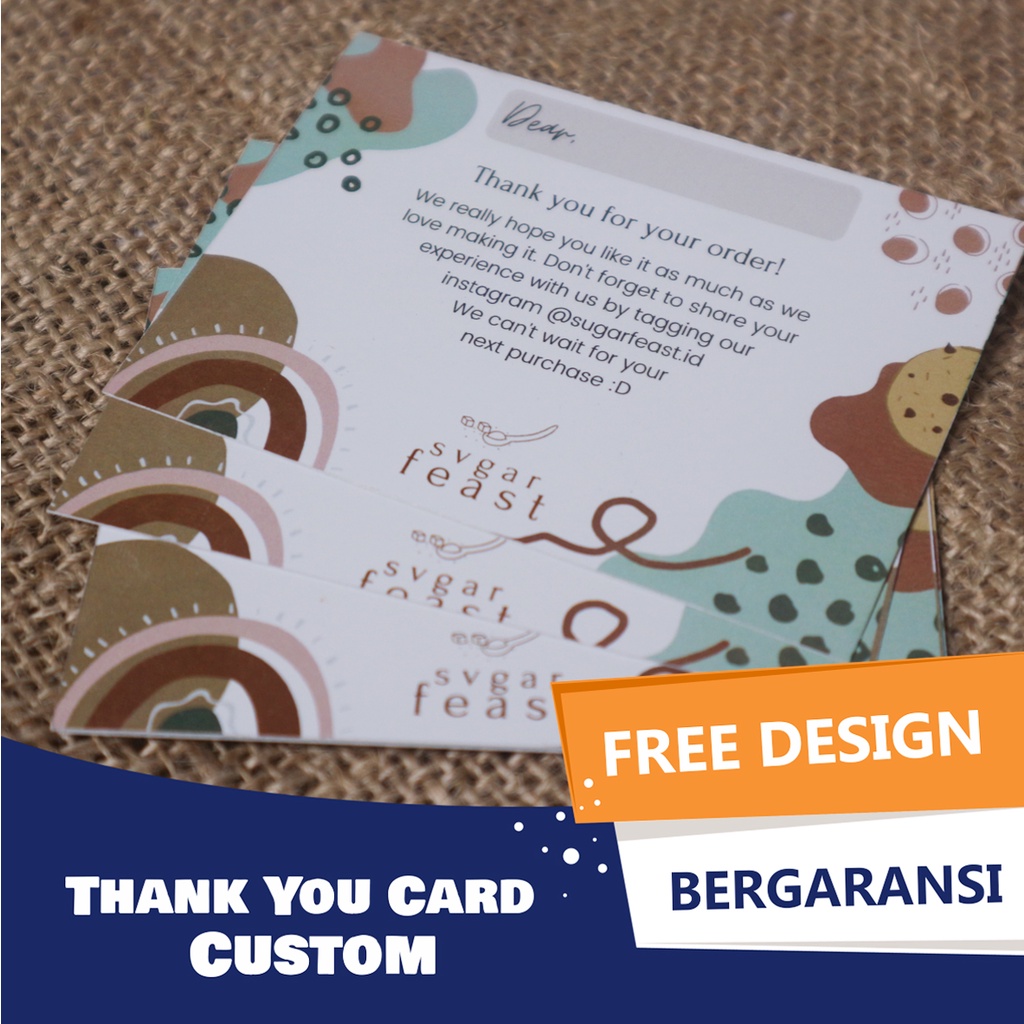 Dear,
Thank you for your order!
We really hope you like it as much as we
love making it. Don't forget to share your
experience with us by tagging our
instagram @sugarfeast.id
We can't wait for your
next purchase :D
svgar
feast
svgar
feast
svgar
feas
FREE DESIGN
BERGARANSI
THANK YOU CARD
CUSTOM